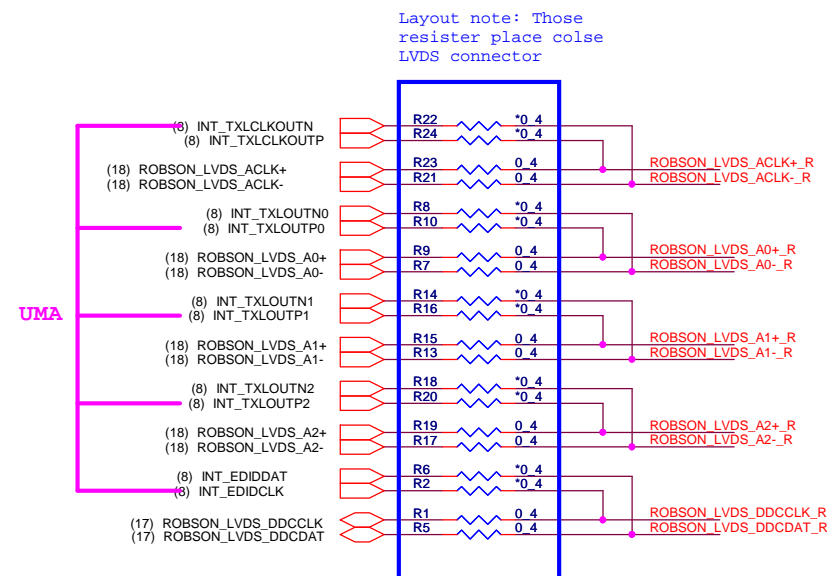 Layout note: Those
resister place colse
LVDS connector
(8) INT_TXLCLKOUTN R22 *0_4
(8) INT_TXLCLKOUTP R24 *0_4
(18) ROBSON_LVDS_ACLK+ R23 0_4 ROBSON_LVDS_ACLK+_R
(18) ROBSON_LVDS_ACLK- R21 0_4 ROBSON_LVDS_ACLK-_R
(8) INT_TXLOUTN0 R8 *0_4
(8) INT_TXLOUTP0 R10 *0_4
(18) ROBSON_LVDS_A0+ R9 0_4 ROBSON_LVDS_A0+_R
(18) ROBSON_LVDS_A0- R7 0_4 ROBSON_LVDS_A0-_R
(8) INT_TXLOUTN1 R14 *0_4
UMA
(8) INT_TXLOUTP1 R16 *0_4
(18) ROBSON_LVDS_A1+ R15 0_4 ROBSON_LVDS_A1+_R
(18) ROBSON_LVDS_A1- R13 0_4 ROBSON_LVDS_A1-_R
(8) INT_TXLOUTN2 R18 *0_4
(8) INT_TXLOUTP2 R20 *0_4
(18) ROBSON_LVDS_A2+ R19 0_4 ROBSON_LVDS_A2+_R
(18) ROBSON_LVDS_A2- R17 0_4 ROBSON_LVDS_A2-_R
(8) INT_EDIDDAT R6 *0_4
(8) INT_EDIDCLK R2 *0_4
(17) ROBSON_LVDS_DDCCLK R1 0_4 ROBSON_LVDS_DDCCLK_R
(17) ROBSON_LVDS_DDCDAT R5 0_4 ROBSON_LVDS_DDCDAT_R